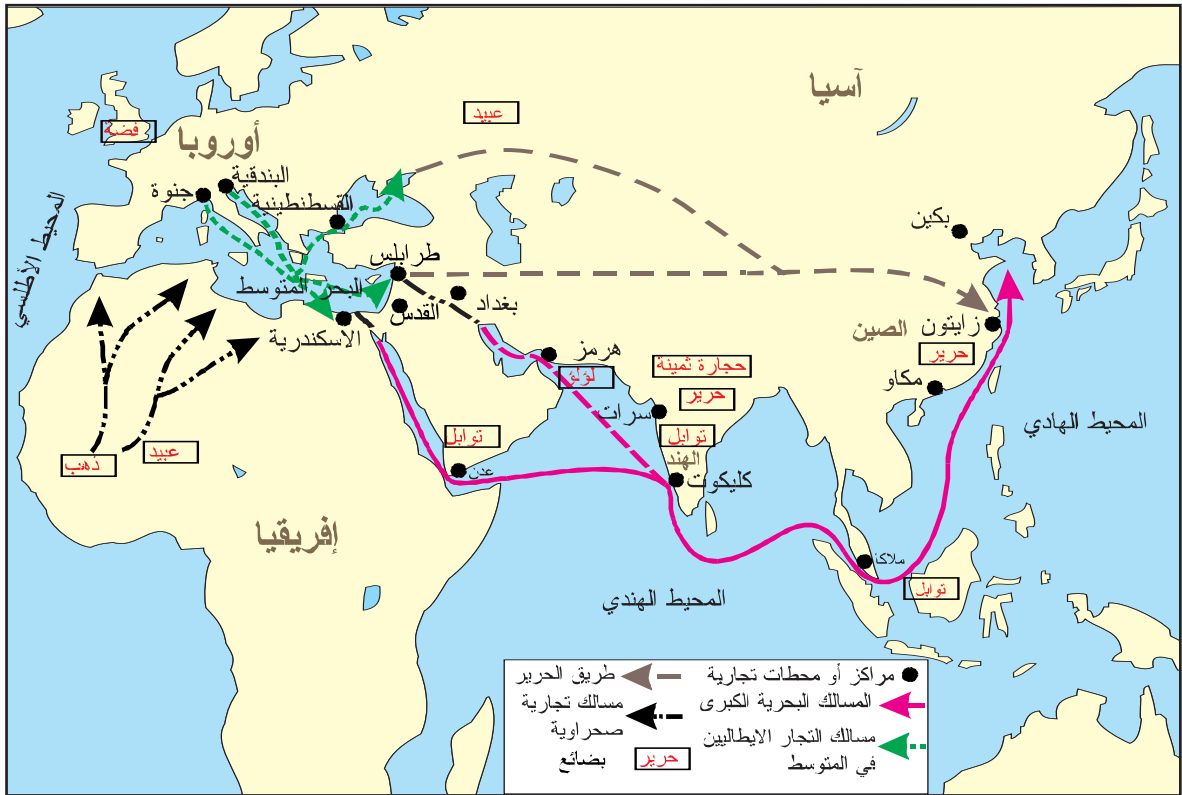 آسيا
عبيد
فضة
أوروبا
البندقية
جنوة
القسطنطينية
المحيط الأطلسي
بكين
طرابلس
البحر المتوسط
بغداد
القدس
الاسكندرية
الصين
زايتون
حرير
هرمز
لؤلؤ
حجارة ثمينة
حرير
مكاو
سرات
توابل
الهند
كليكوت
المحيط الهادي
توابل
عدن
ذهب
عبيد
إفريقيا
ملاكا
توابل
المحيط الهندي
مراكز أو محطات تجارية
طريق الحرير
المسالك البحرية الكبرى
مسالك تجارية
صحراوية
مسالك التجار الايطاليين
في المتوسط
حرير
بضائع